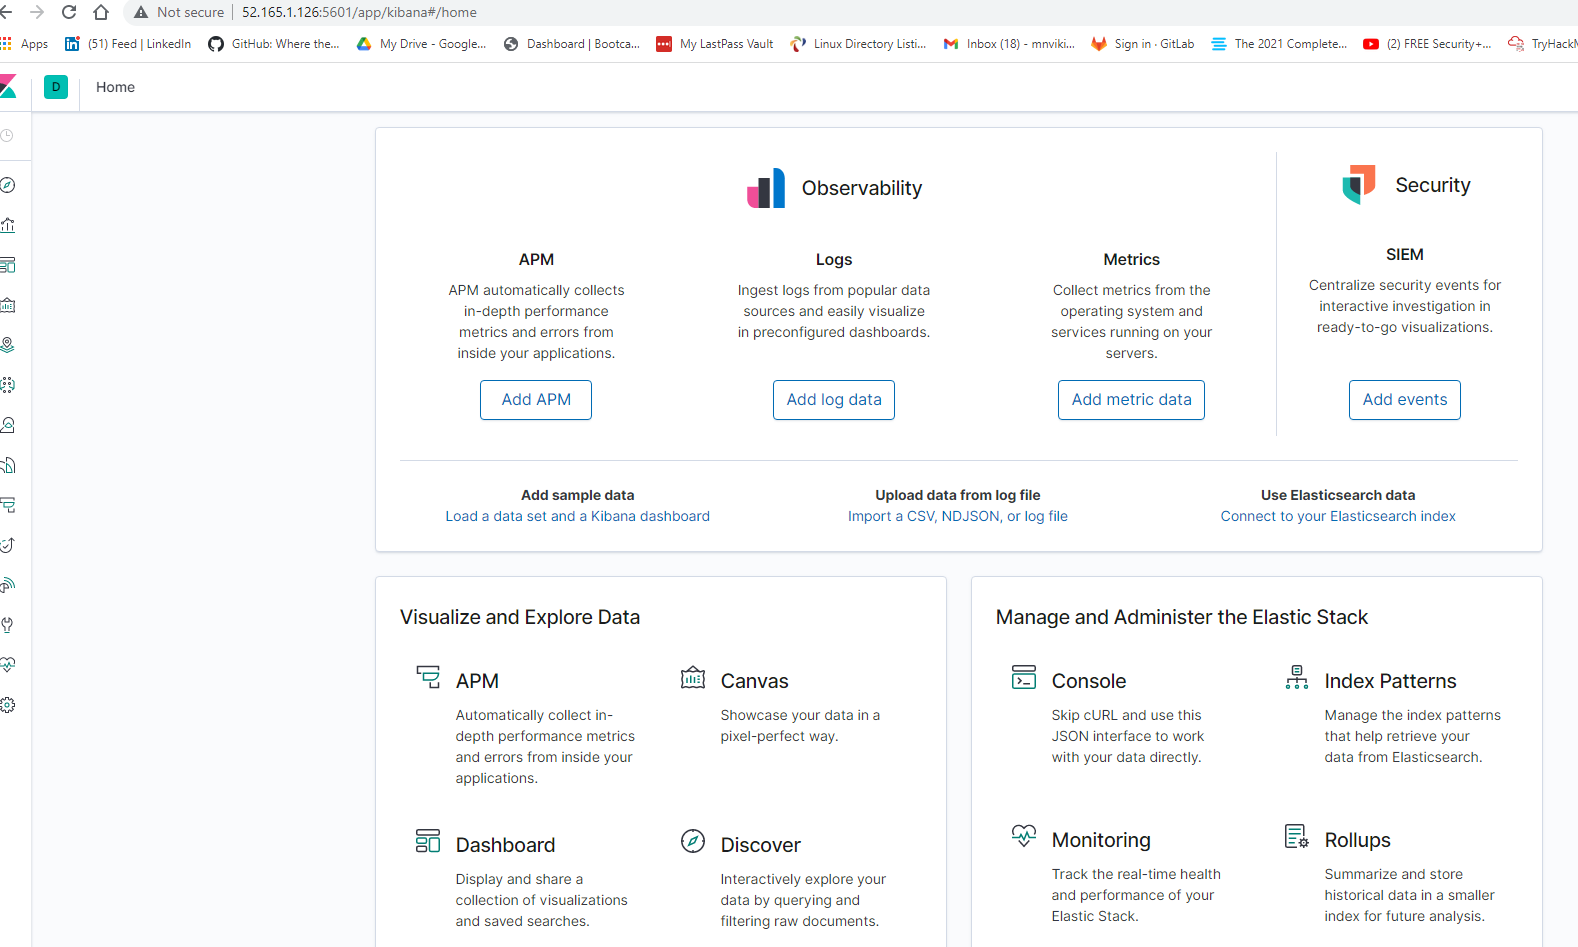 Not secure | 52.165.1.126:5601/app/kibana#/home
Apps (51) Feed | LinkedIn GitHub: Where the... My Drive - Google... Dashboard | Bootca... My LastPass Vault Linux Directory Listi... Inbox (18) - mnviki... Sign in · GitLab The 2021 Complete... (2) FREE Security+... TryHackM
D Home
Observability
Security
APM
APM automatically collects
in-depth performance
metrics and errors from
inside your applications.
Add APM
Logs
Ingest logs from popular data
sources and easily visualize
in preconfigured dashboards.
Add log data
Metrics
Collect metrics from the
operating system and
services running on your
servers.
Add metric data
SIEM
Centralize security events for
interactive investigation in
ready-to-go visualizations.
Add events
Add sample data
Load a data set and a Kibana dashboard
Upload data from log file
Import a CSV, NDJSON, or log file
Use Elasticsearch data
Connect to your Elasticsearch index
Visualize and Explore Data
APM
Automatically collect in-
depth performance metrics
and errors from inside your
applications.
Canvas
Showcase your data in a
pixel-perfect way.
Dashboard
Display and share a
collection of visualizations
and saved searches.
Discover
Interactively explore your
data by querying and
filtering raw documents.
Manage and Administer the Elastic Stack
Console
Skip cURL and use this
JSON interface to work
with your data directly.
Index Patterns
Manage the index patterns
that help retrieve your
data from Elasticsearch.
Monitoring
Track the real-time health
and performance of your
Elastic Stack.
Rollups
Summarize and store
historical data in a smaller
index for future analysis.